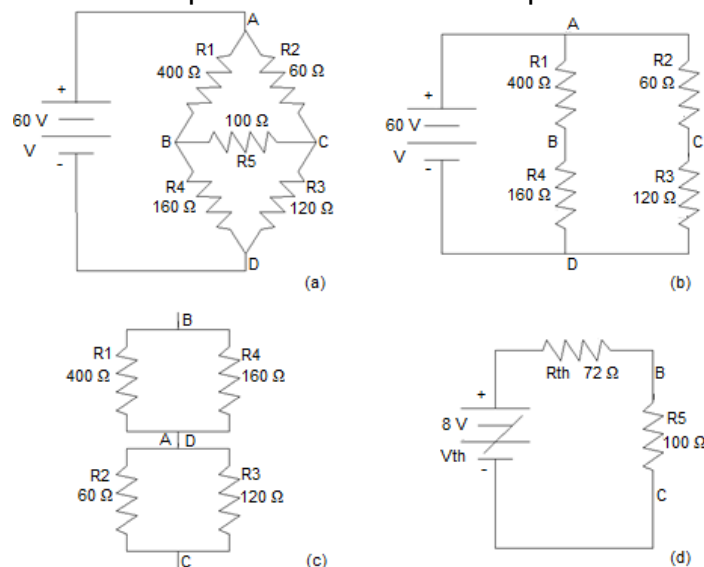 A
R1
R2
400 Ω
60 Ω
+
60 V
V
-
100 Ω
B
C
R5
R4
R3
160 Ω
120 Ω
D
(a)
A
R1
R2
400 Ω
60 Ω
+
60 V
V
-
B
C
R4
R3
160 Ω
120 Ω
D
(b)
B
R1
R4
400 Ω
160 Ω
A D
R2
R3
60 Ω
120 Ω
C
(c)
Rth 72 Ω
B
+
8 V
Vth
-
R5
100 Ω
C
(d)